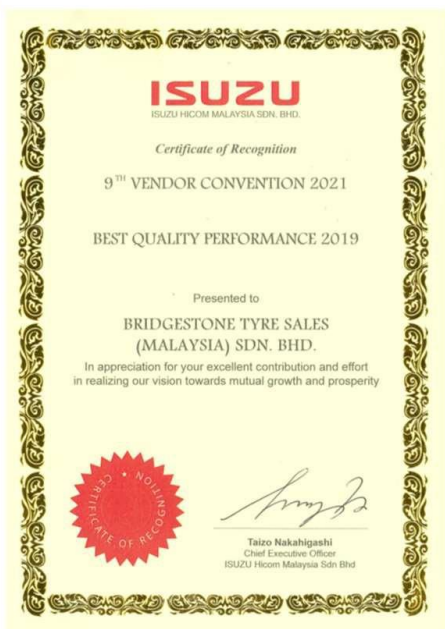 ISUZU
ISUZU HICOM MALAYSIA SDN. BHD.
Certificate of Recognition
9TH VENDOR CONVENTION 2021
BEST QUALITY PERFORMANCE 2019
Presented to
BRIDGESTONE TYRE SALES
(MALAYSIA) SDN. BHD.
In appreciation for your excellent contribution and effort
in realizing our vision towards mutual growth and prosperity
CERTIFICATE OF RECOGNITION
Taizo Nakahigashi
Chief Executive Officer
ISUZU Hicom Malaysia Sdn Bhd